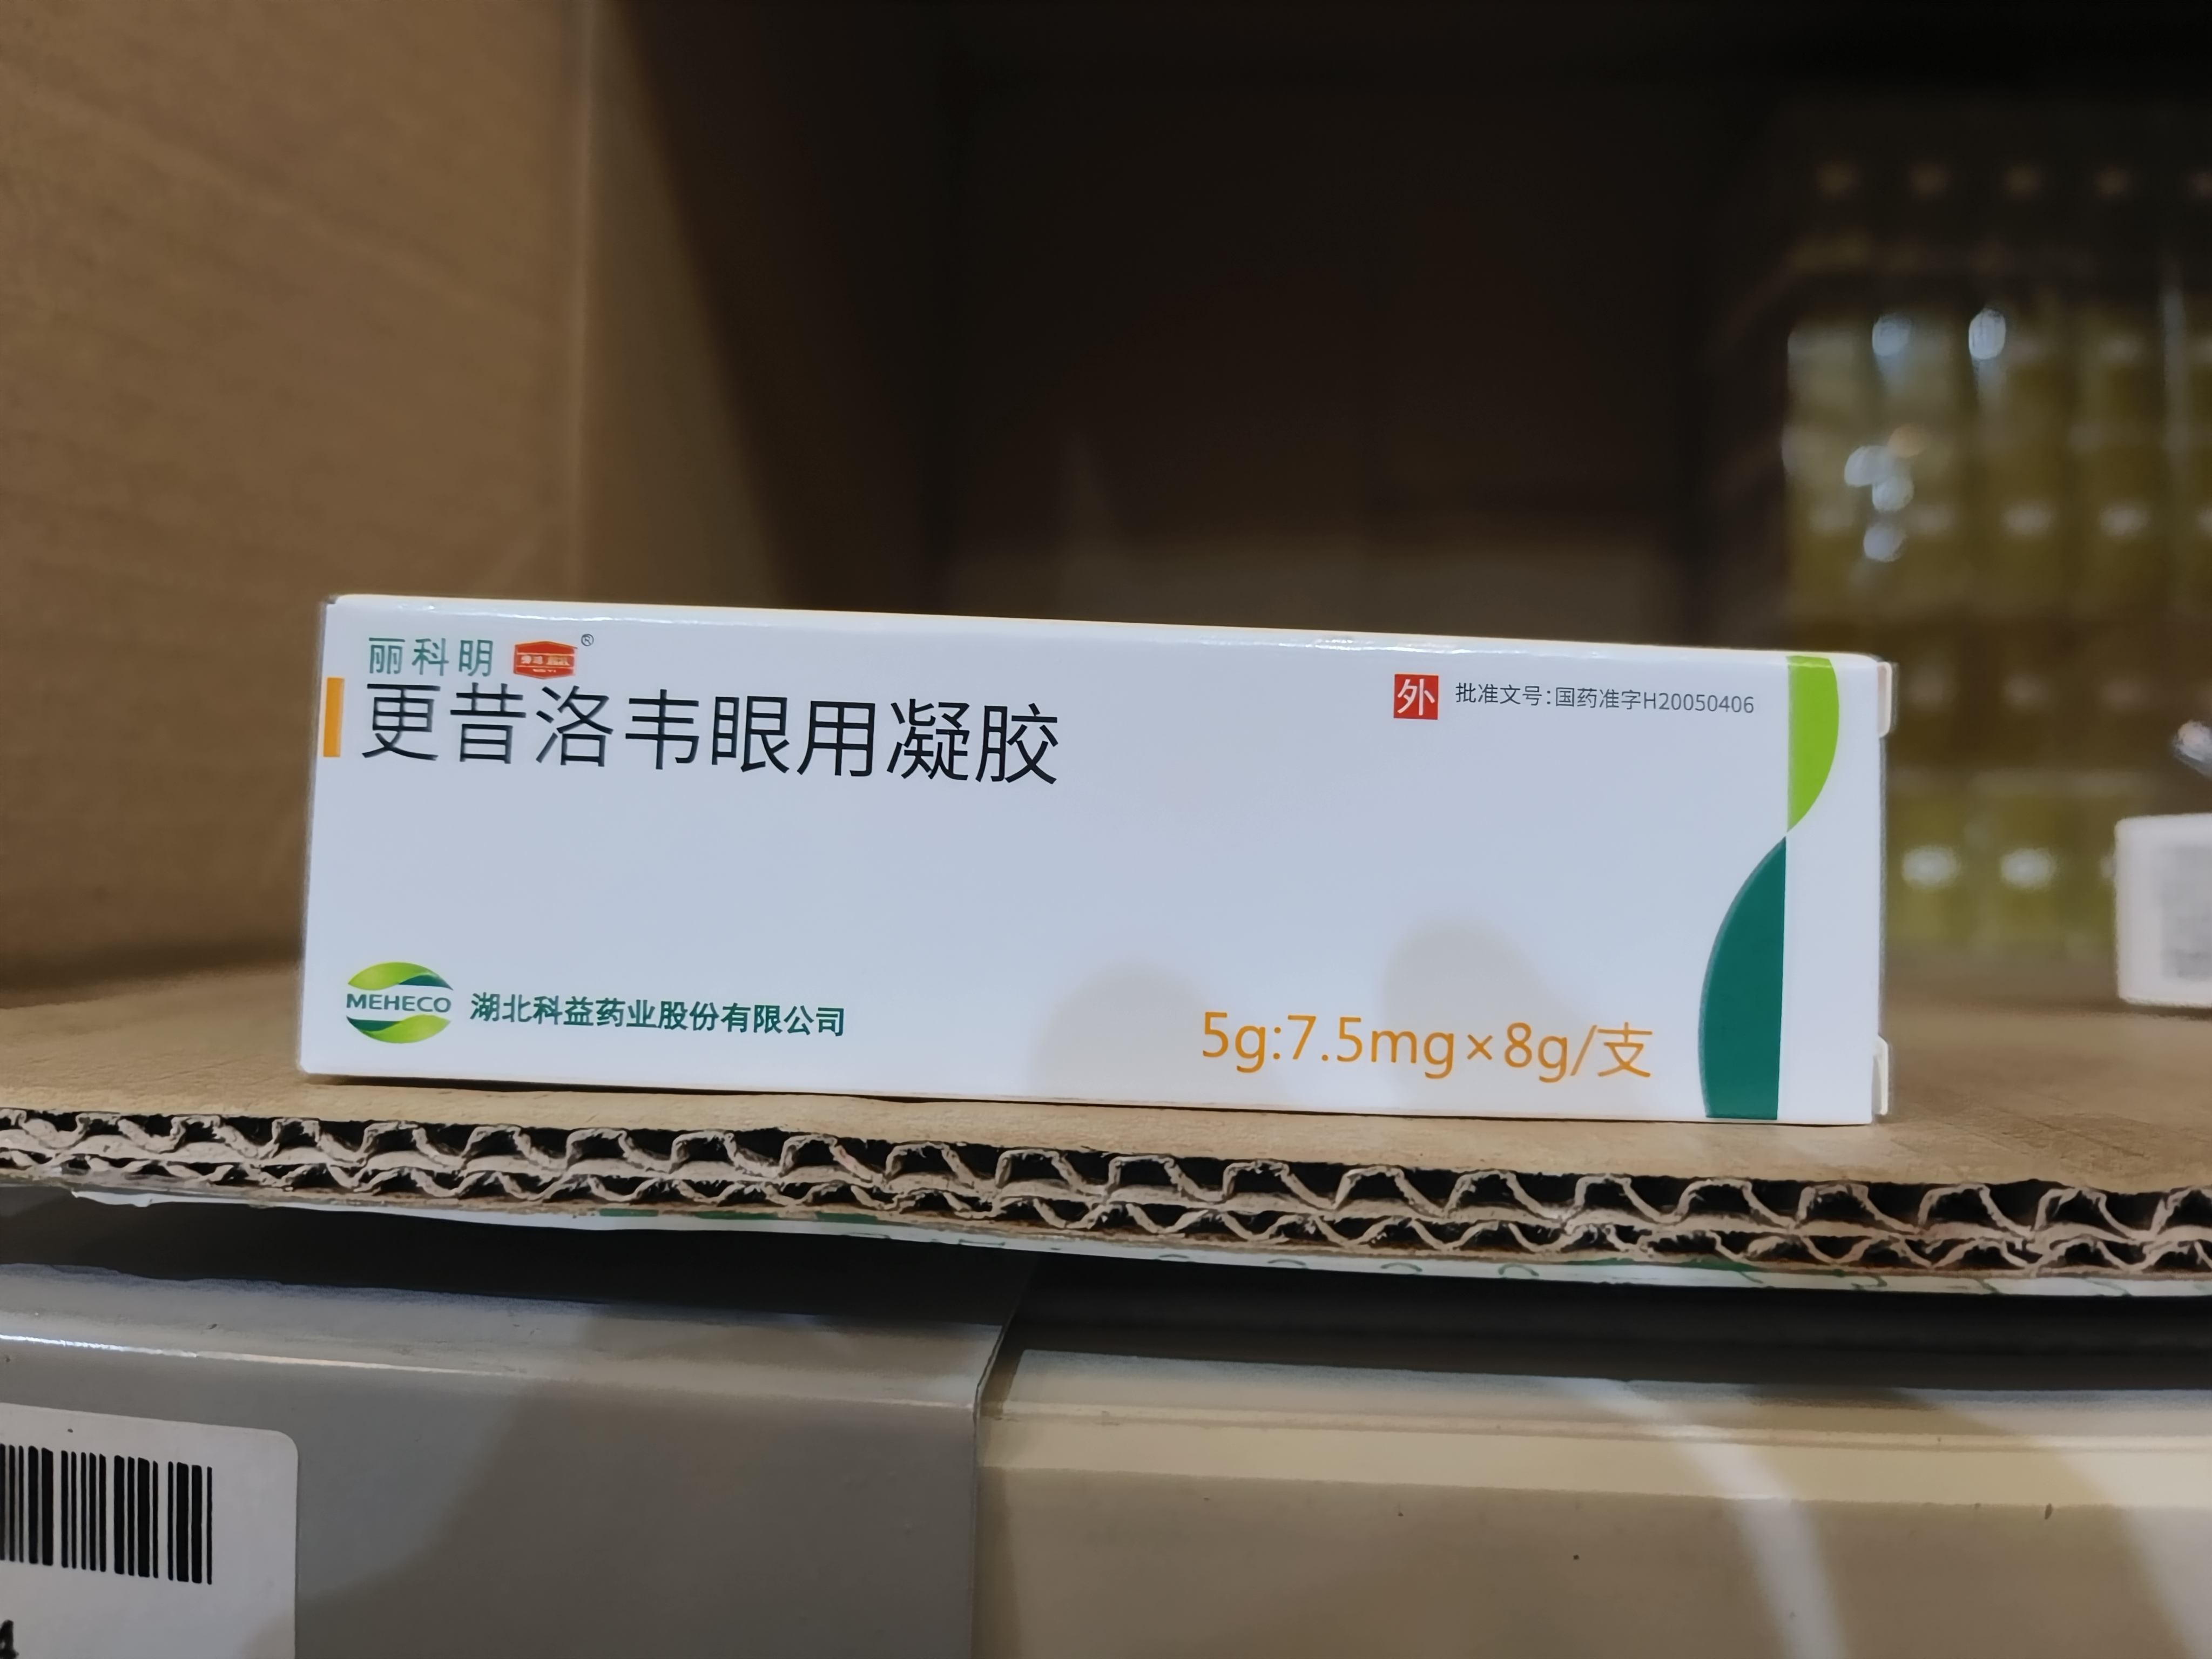 丽科明 ®
更昔洛韦眼用凝胶
外 批准文号:国药准字H20050406
MEHECO 湖北科益药业股份有限公司
5g:7.5mg×8g/支